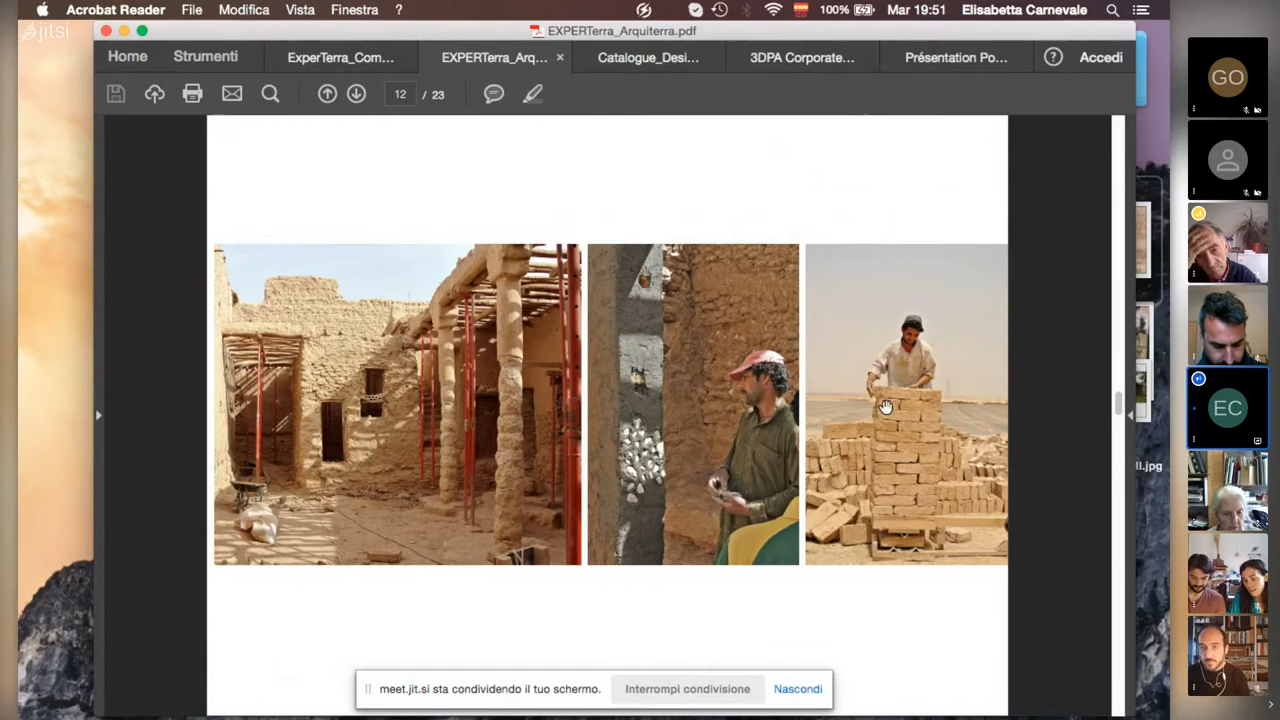 Acrobat Reader File Modifica Vista Finestra ? 100% Mar 19:51 Elisabetta Carnevale
jitsi
EXPERTerra_Arquiterra.pdf
Home Strumenti ExperTerra_Com... EXPERTerra_Arq... × Catalogue_Desi... 3DPA Corporate... Présentation Po... ? Accedi
12 / 23
GO
EC
ll.jpg
meet.jit.si sta condividendo il tuo schermo. Interrompi condivisione Nascondi